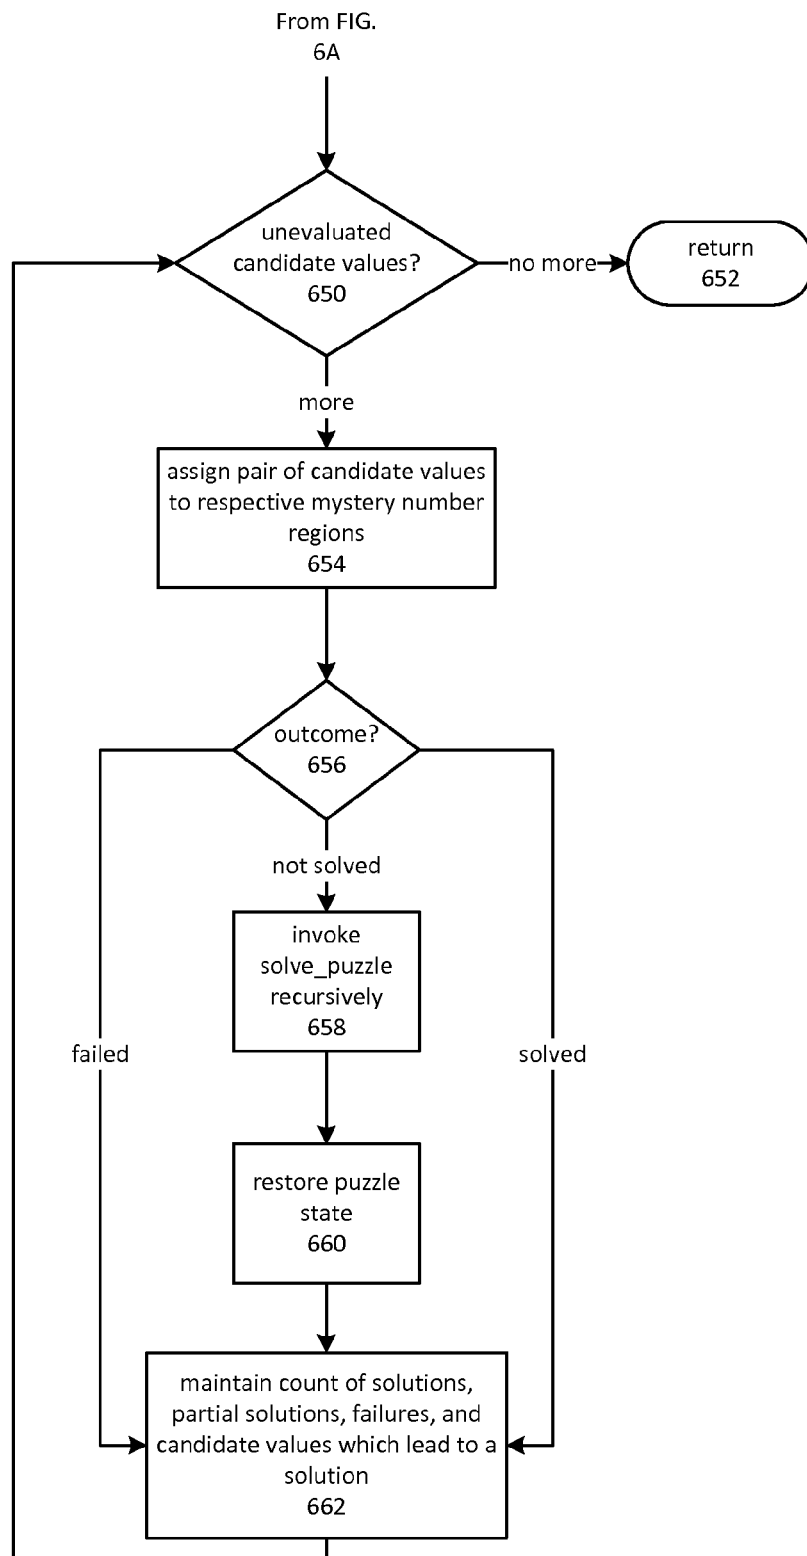 From FIG.
6A
unevaluated
candidate values?
650
no more
return
652
more
assign pair of candidate values
to respective mystery number
regions
654
outcome?
656
not solved
invoke
solve_puzzle
recursively
658
failed
solved
restore puzzle
state
660
maintain count of solutions,
partial solutions, failures, and
candidate values which lead to a
solution
662